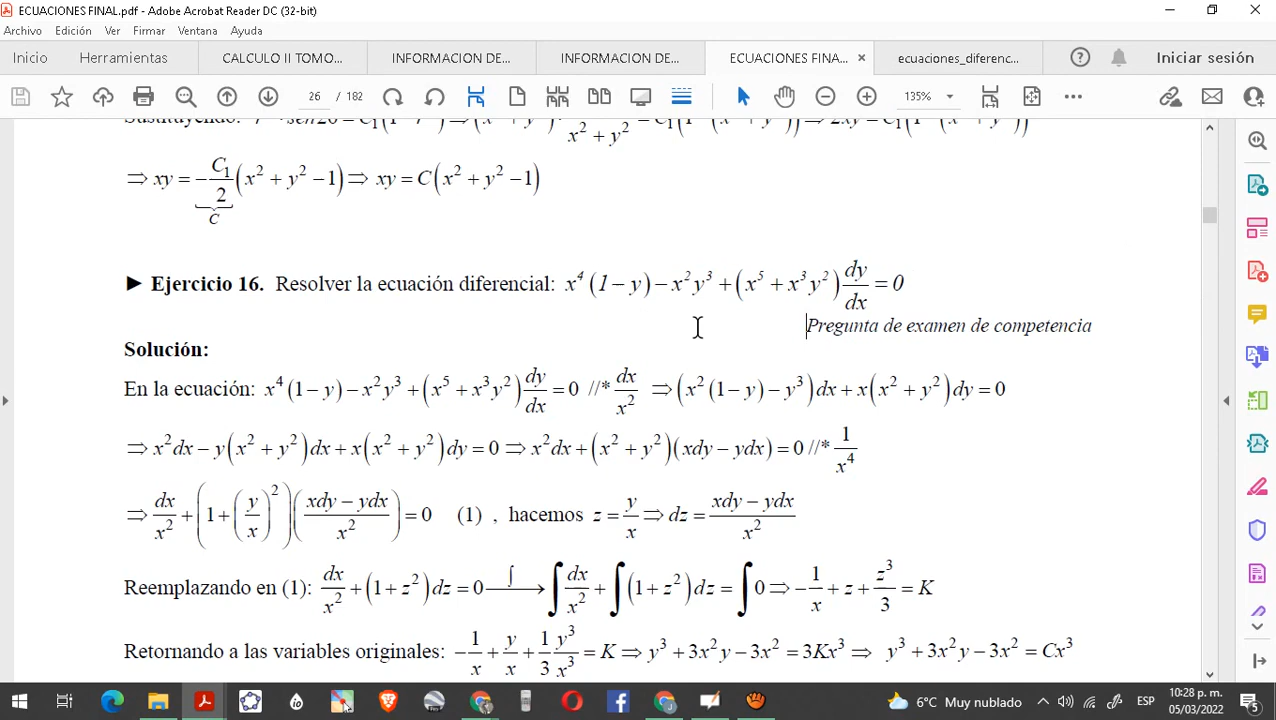 ECUACIONES FINAL.pdf - Adobe Acrobat Reader DC (32-bit)
Archivo Edición Ver Firmar Ventana Ayuda
Inicio Herramientas CALCULO II TOMO... INFORMACION DE... INFORMACION DE... ECUACIONES FINA... × ecuaciones_diferenc... Iniciar sesión
26 / 182 135%
Sustituyendo:
⇒ xy = -C₁/2 (x² + y² - 1) ⇒ xy = C(x² + y² - 1)
C
► Ejercicio 16. Resolver la ecuación diferencial: x⁴(1 - y) - x²y³ + (x⁵ + x³y²) dy/dx = 0
Pregunta de examen de competencia
Solución:
En la ecuación: x⁴(1 - y) - x²y³ + (x⁵ + x³y²) dy/dx = 0 //* dx/x² ⇒ (x²(1 - y) - y³)dx + x(x² + y²)dy = 0
⇒ x²dx - y(x² + y²)dx + x(x² + y²)dy = 0 ⇒ x²dx + (x² + y²)(xdy - ydx) = 0 //* 1/x⁴
⇒ dx/x² + (1 + (y/x)²)((xdy - ydx)/x²) = 0 (1) , hacemos z = y/x ⇒ dz = (xdy - ydx)/x²
Reemplazando en (1): dx/x² + (1 + z²)dz = 0 ⟶∫ ∫dx/x² + ∫(1 + z²)dz = ∫0 ⇒ -1/x + z + z³/3 = K
Retornando a las variables originales: -1/x + y/x + 1/3 y³/x³ = K ⇒ y³ + 3x²y - 3x² = 3Kx³ ⇒ y³ + 3x²y - 3x² = Cx³
6°C Muy nublado ESP 10:28 p. m.
05/03/2022 5